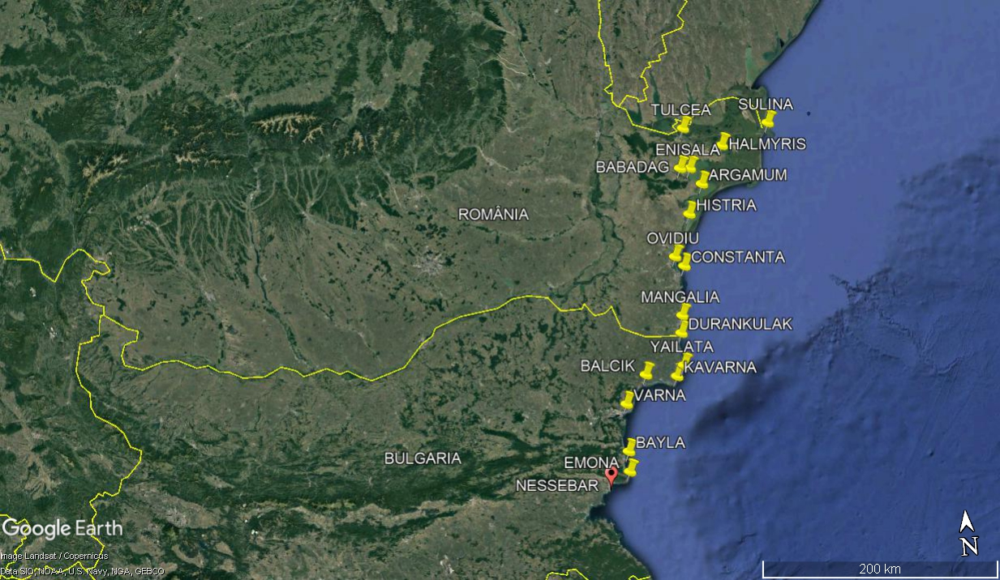 TULCEA
SULINA
HALMYRIS
ENISALA
BABADAG
ARGAMUM
HISTRIA
ROMÂNIA
OVIDIU
CONSTANTA
MANGALIA
DURANKULAK
YAILATA
BALCIK
KAVARNA
VARNA
BAYLA
BULGARIA
EMONA
NESSEBAR
Google Earth
Image Landsat / Copernicus
Data SIO, NOAA, U.S. Navy, NGA, GEBCO
N
200 km